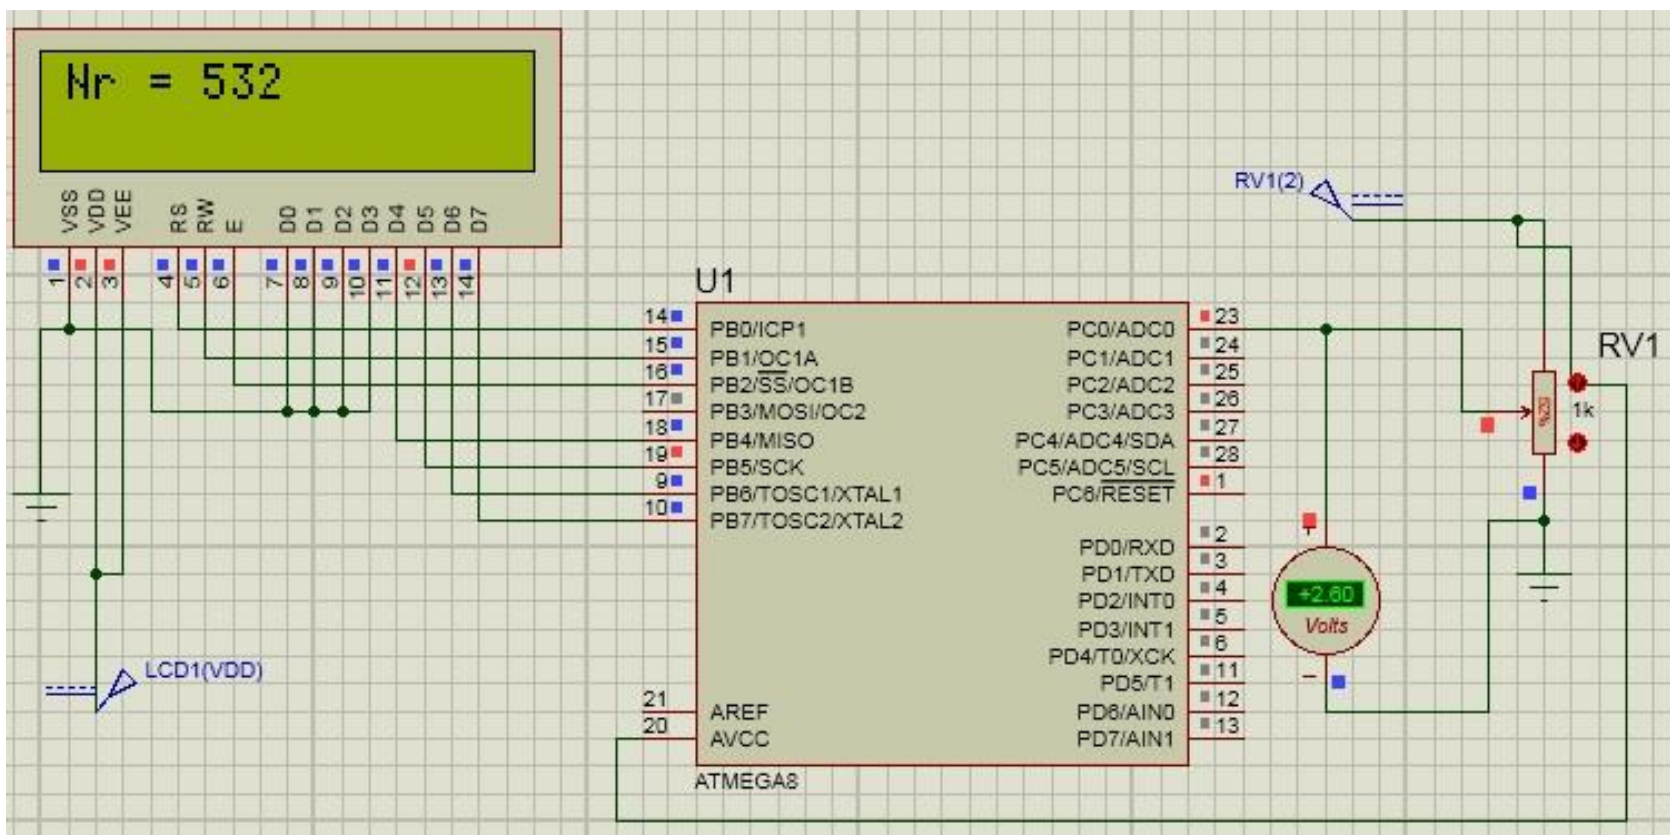 Nr = 532
VSS
VDD
VEE
RS
RW
E
D0
D1
D2
D3
D4
D5
D6
D7
1
2
3
4
5
6
7
8
9
10
11
12
13
14
RV1(2)
U1
14
15
16
17
18
19
9
10
PB0/ICP1
PB1/OC1A
PB2/SS/OC1B
PB3/MOSI/OC2
PB4/MISO
PB5/SCK
PB6/TOSC1/XTAL1
PB7/TOSC2/XTAL2
PC0/ADC0
PC1/ADC1
PC2/ADC2
PC3/ADC3
PC4/ADC4/SDA
PC5/ADC5/SCL
PC6/RESET
23
24
25
26
27
28
1
PD0/RXD
PD1/TXD
PD2/INT0
PD3/INT1
PD4/T0/XCK
PD5/T1
PD6/AIN0
PD7/AIN1
2
3
4
5
6
11
12
13
21
20
AREF
AVCC
ATMEGA8
RV1
52%
1k
+
+2.60
Volts
−
LCD1(VDD)